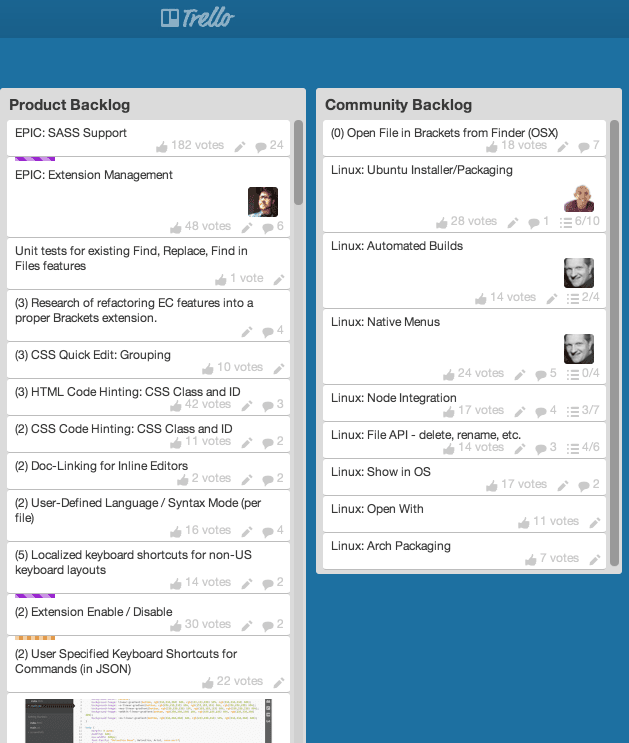 Trello
Product Backlog
EPIC: SASS Support
182 votes 24
EPIC: Extension Management
48 votes 6
Unit tests for existing Find, Replace, Find in
Files features
1 vote
(3) Research of refactoring EC features into a
proper Brackets extension.
4
(3) CSS Quick Edit: Grouping
10 votes
(3) HTML Code Hinting: CSS Class and ID
42 votes 3
(2) CSS Code Hinting: CSS Class and ID
11 votes 2
(2) Doc-Linking for Inline Editors
2 votes 2
(2) User-Defined Language / Syntax Mode (per
file)
16 votes 4
(5) Localized keyboard shortcuts for non-US
keyboard layouts
14 votes 2
(2) Extension Enable / Disable
30 votes 2
(2) User Specified Keyboard Shortcuts for
Commands (in JSON)
22 votes
Community Backlog
(0) Open File in Brackets from Finder (OSX)
18 votes 7
Linux: Ubuntu Installer/Packaging
28 votes 1 6/10
Linux: Automated Builds
14 votes 2/4
Linux: Native Menus
24 votes 5 0/4
Linux: Node Integration
17 votes 4 3/7
Linux: File API - delete, rename, etc.
14 votes 3 4/6
Linux: Show in OS
17 votes 2
Linux: Open With
11 votes
Linux: Arch Packaging
7 votes